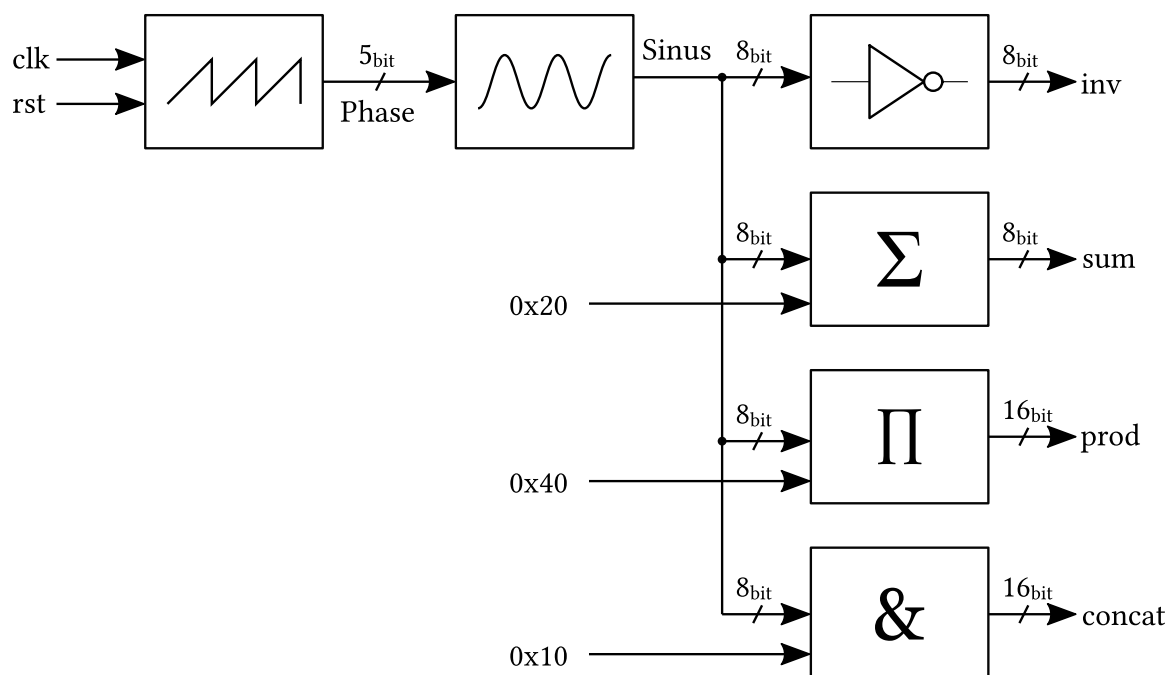 clk
rst
5bit
Phase
Sinus
8bit
8bit
inv
8bit
0x20
Σ
8bit
sum
8bit
0x40
∏
16bit
prod
8bit
0x10
&
16bit
concat